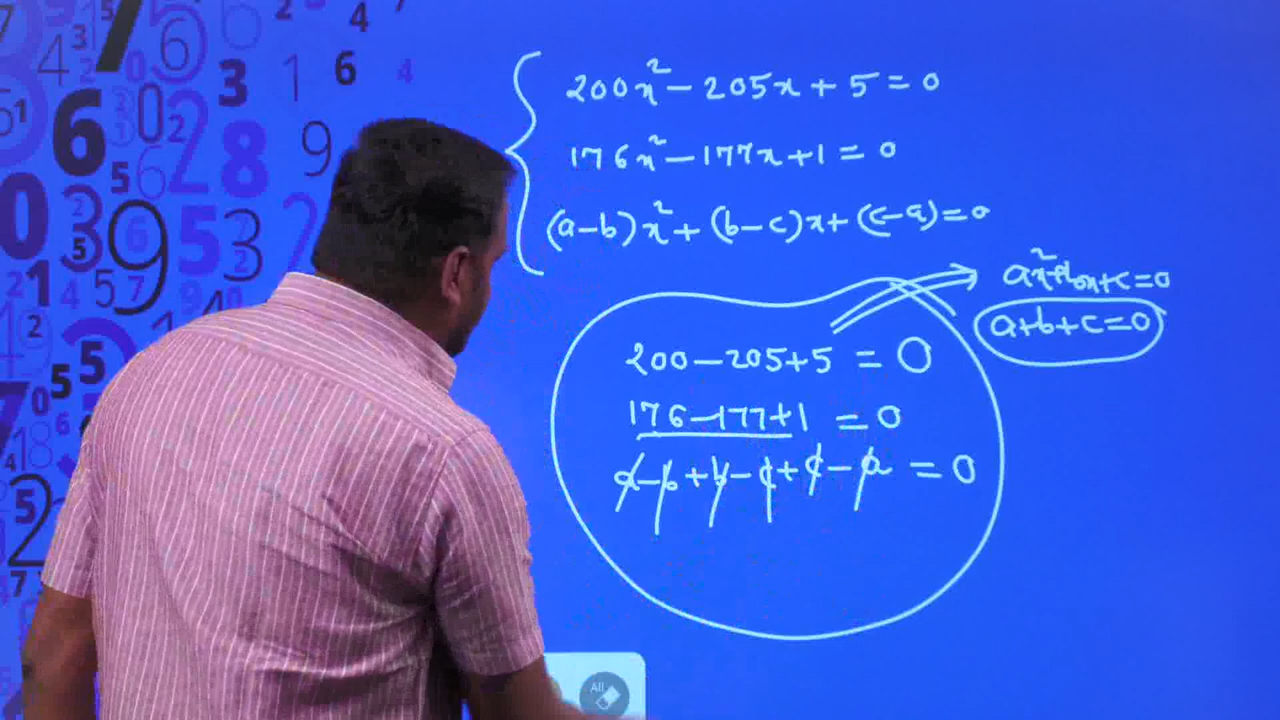 200x² - 205x + 5 = 0
176x² - 177x + 1 = 0
(a-b)x² + (b-c)x + (c-a) = 0
ax²+bx+c=0
a+b+c=0
200 - 205 + 5 = 0
176 - 177 + 1 = 0
a - b + b - c + c - a = 0
All